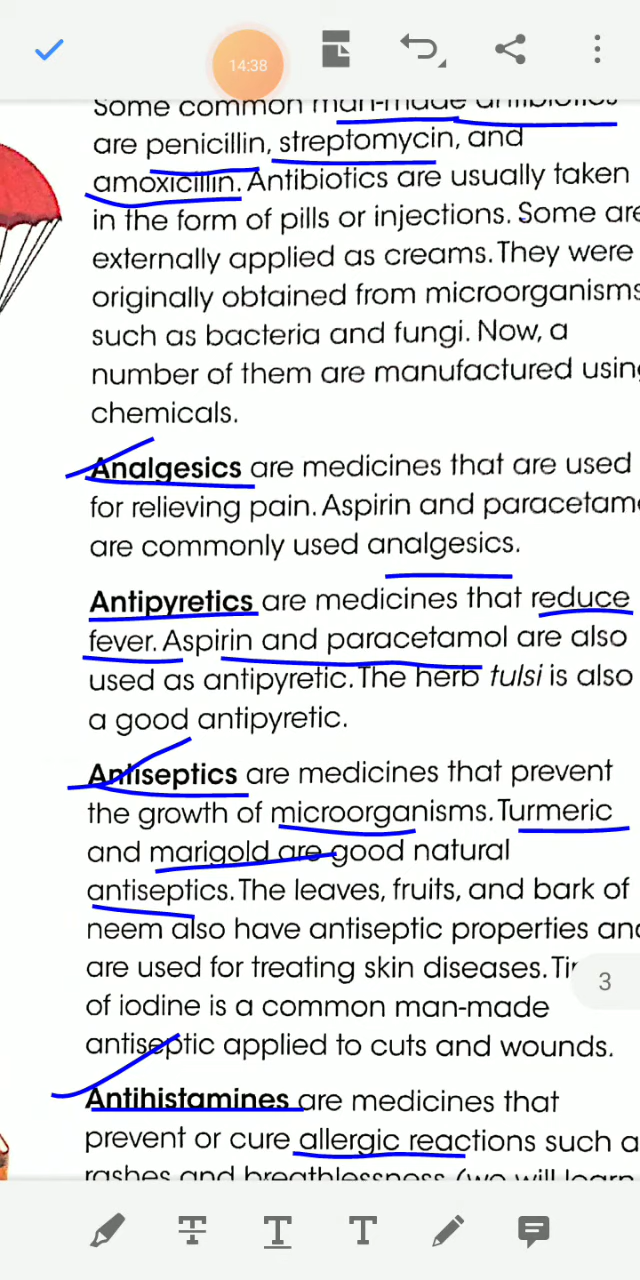 14:38
Some common man-made antibiotics
are penicillin, streptomycin, and
amoxicillin. Antibiotics are usually taken
in the form of pills or injections. Some are
externally applied as creams. They were
originally obtained from microorganisms
such as bacteria and fungi. Now, a
number of them are manufactured using
chemicals.
Analgesics are medicines that are used
for relieving pain. Aspirin and paracetamo
are commonly used analgesics.
Antipyretics are medicines that reduce
fever. Aspirin and paracetamol are also
used as antipyretic. The herb tulsi is also
a good antipyretic.
Antiseptics are medicines that prevent
the growth of microorganisms. Turmeric
and marigold are good natural
antiseptics. The leaves, fruits, and bark of
neem also have antiseptic properties and
are used for treating skin diseases.
3
of iodine is a common man-made
antiseptic applied to cuts and wounds.
Antihistamines are medicines that
prevent or cure allergic reactions such a
rashes and breathlessness (we will learn